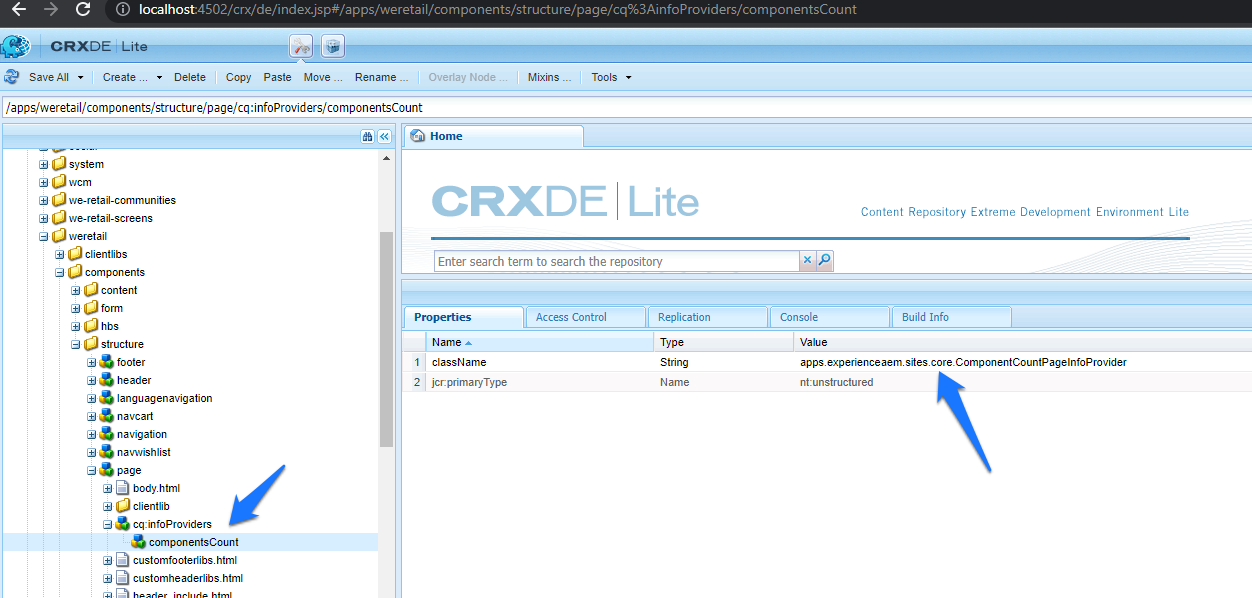 localhost:4502/crx/de/index.jsp#/apps/weretail/components/structure/page/cq%3AinfoProviders/componentsCount
CRXDE Lite
Save All Create ... Delete Copy Paste Move ... Rename ... Overlay Node ... Mixins ... Tools
/apps/weretail/components/structure/page/cq:infoProviders/componentsCount
Home
system
wcm
we-retail-communities
we-retail-screens
weretail
clientlibs
components
content
form
hbs
structure
footer
header
languagenavigation
navcart
navigation
navwishlist
page
body.html
clientlib
cq:infoProviders
componentsCount
customfooterlibs.html
customheaderlibs.html
header_include.html
CRXDE Lite
Content Repository Extreme Development Environment Lite
Enter search term to search the repository
Properties Access Control Replication Console Build Info
Name Type Value
1 className String apps.experienceaem.sites.core.ComponentCountPageInfoProvider
2 jcr:primaryType Name nt:unstructured